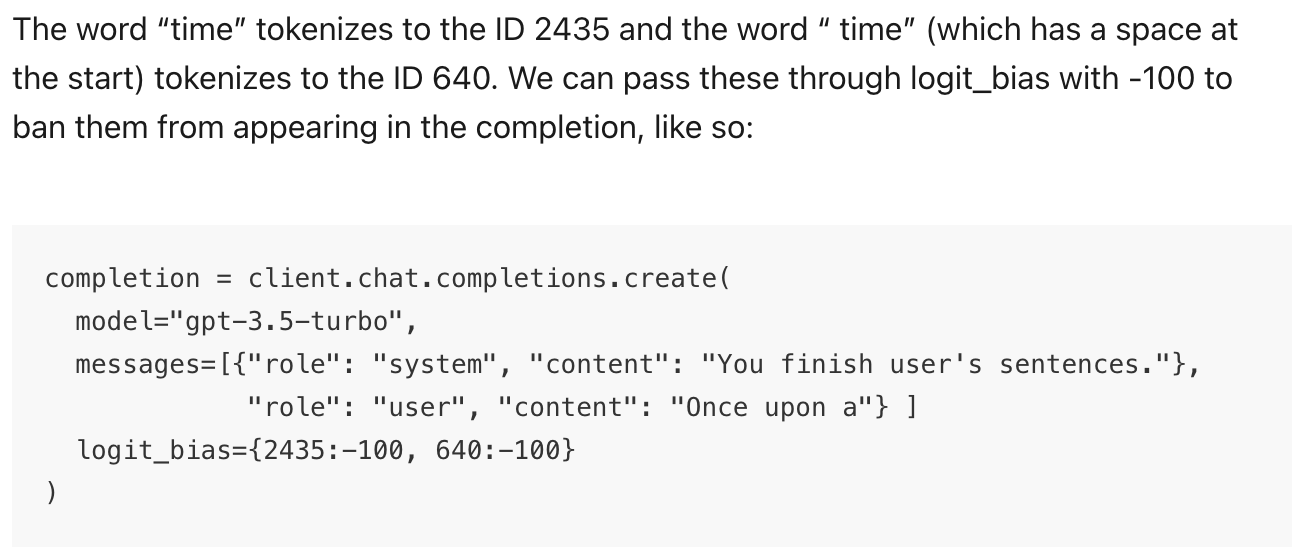 The word “time” tokenizes to the ID 2435 and the word “ time” (which has a space at
the start) tokenizes to the ID 640. We can pass these through logit_bias with -100 to
ban them from appearing in the completion, like so:
completion = client.chat.completions.create(
  model="gpt-3.5-turbo",
  messages=[{"role": "system", "content": "You finish user's sentences."},
             "role": "user", "content": "Once upon a"} ]
  logit_bias={2435:-100, 640:-100}
)